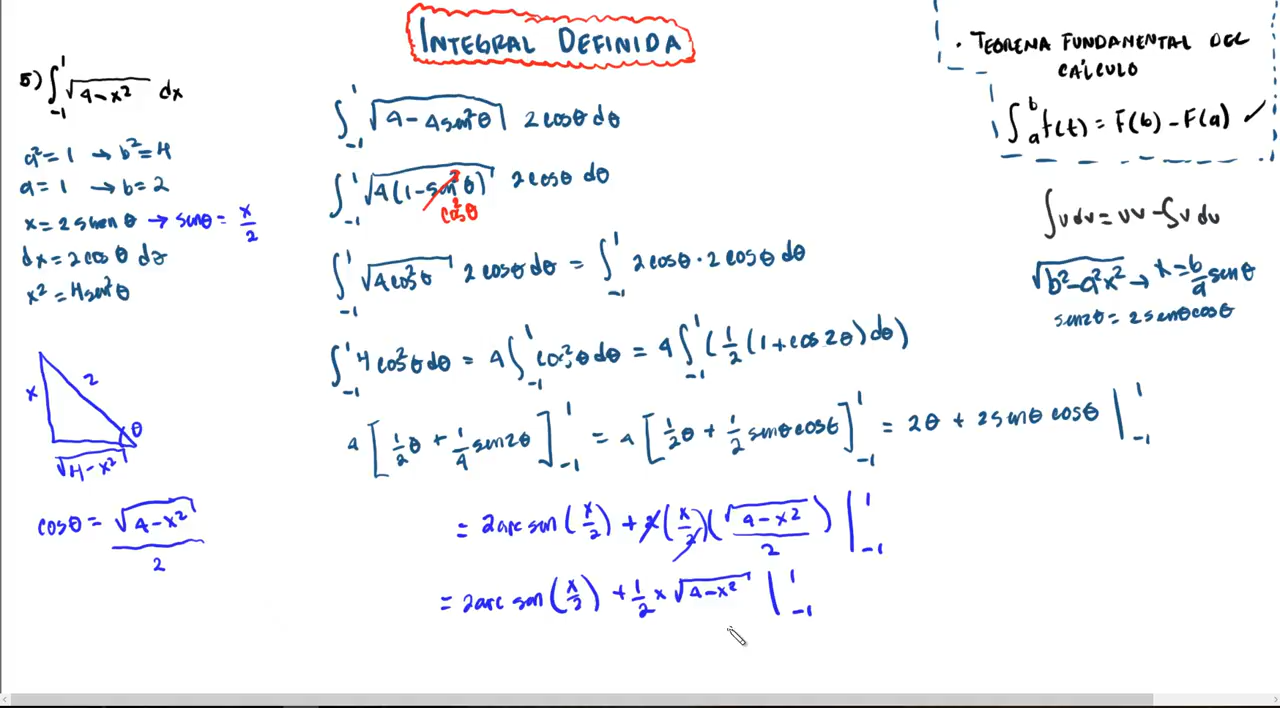 INTEGRAL DEFINIDA
5) ∫₋₁¹ √(4-x²) dx
a²=1 → b²=4
a=1 → b=2
x=2 senθ → senθ = x/2
dx=2cosθ dθ
x²=4sen²θ
x
2
θ
√(4-x²)
cosθ = √(4-x²)/2
∫₋₁¹ √(4-4sen²θ) 2cosθ dθ
∫₋₁¹ √(4(1-sen²θ)) 2cosθ dθ
cos²θ
∫₋₁¹ √(4cos²θ) 2cosθ dθ = ∫₋₁¹ 2cosθ·2cosθ dθ
∫₋₁¹ 4cos²θ dθ = 4∫₋₁¹ cos²θ dθ = 4∫₋₁¹ (1/2(1+cos2θ)dθ)
4[1/2θ + 1/4 sen2θ]₋₁¹ = 4[1/2θ + 1/2 senθcosθ]₋₁¹ = 2θ + 2senθcosθ |₋₁¹
= 2arc sen(x/2) + 2(x/2)(√(4-x²)/2) |₋₁¹
= 2arc sen(x/2) + 1/2 x √(4-x²) |₋₁¹
· TEOREMA FUNDAMENTAL DEL
CÁLCULO
∫ₐᵇ f(t) = F(b) - F(a) ✓
∫udv = uv - ∫vdu
√(b²-a²x²) → x = b/a senθ
sen2θ = 2senθcosθ